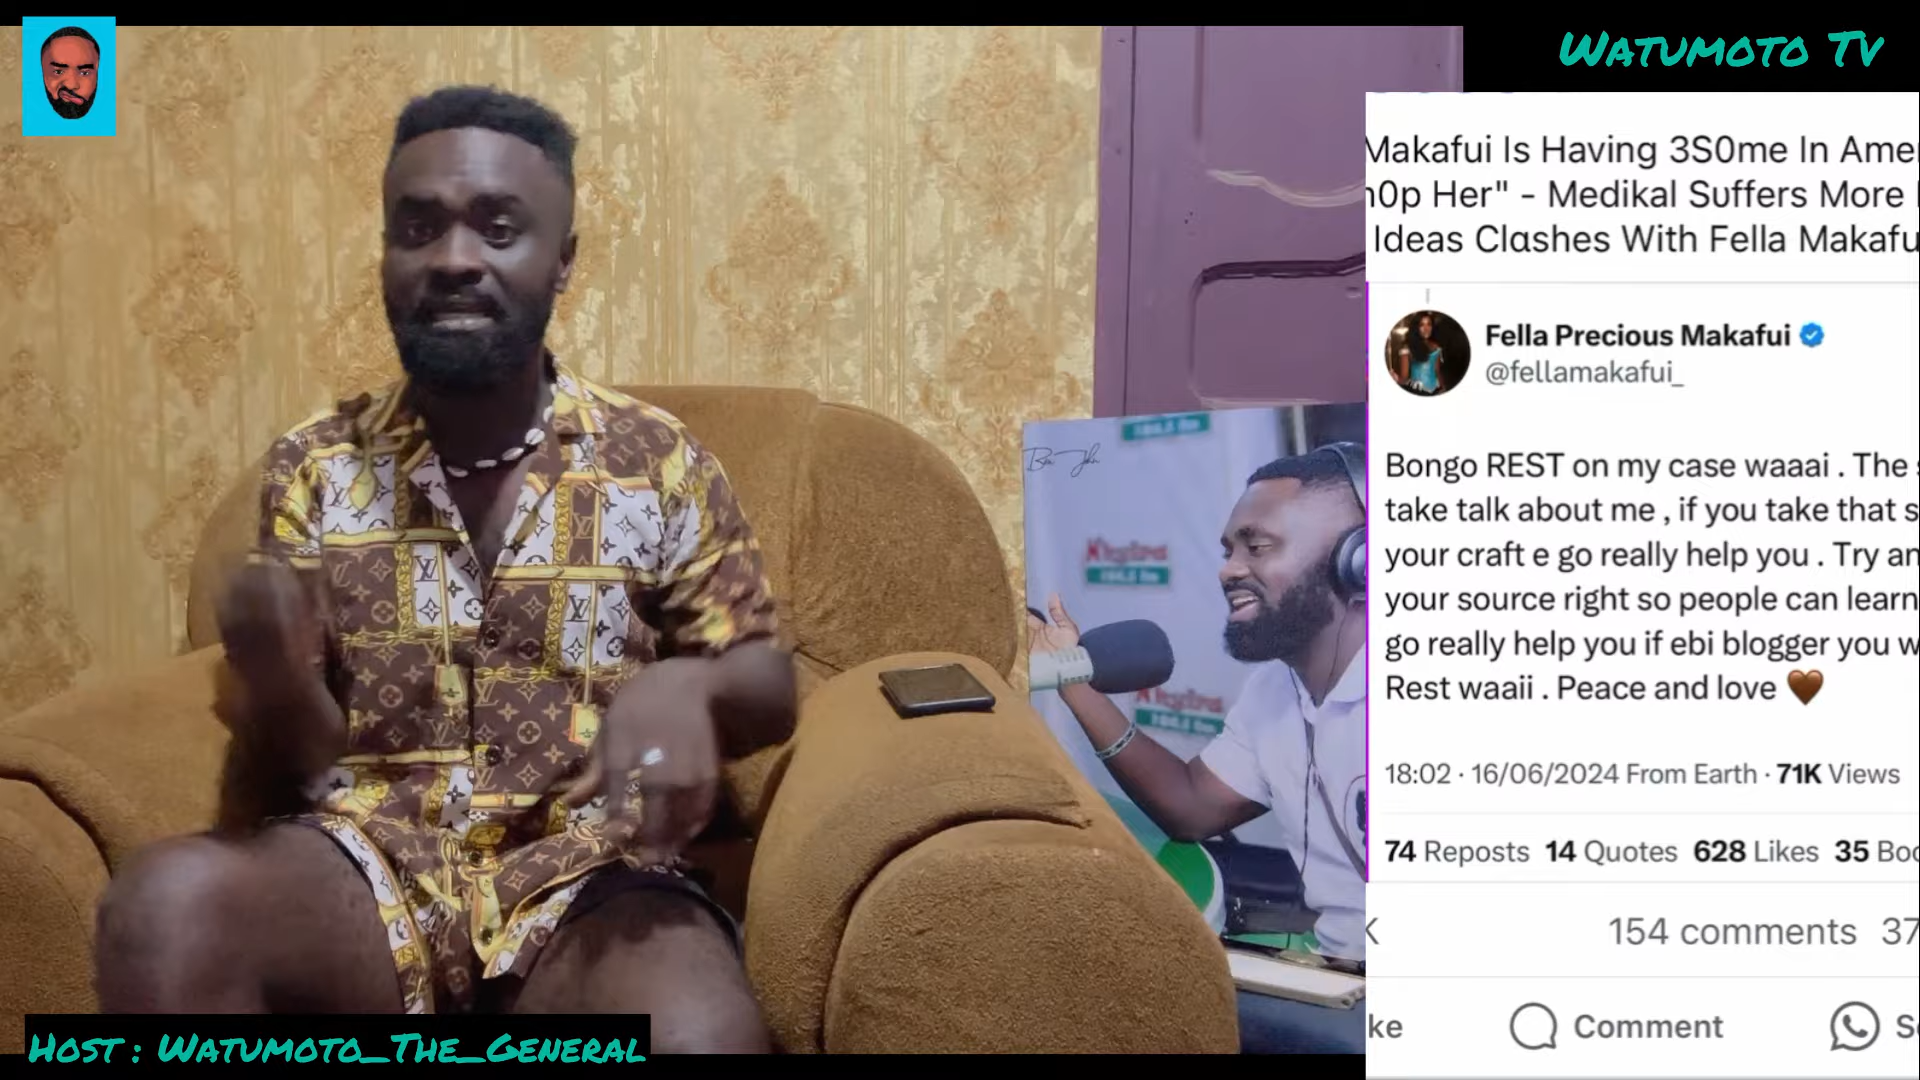 Watumoto Tv
Makafui Is Having 3S0me In Ame
0p Her" - Medikal Suffers More
Ideas Clashes With Fella Makafu
Fella Precious Makafui
@fellamakafui_
Bongo REST on my case waaai . The
take talk about me , if you take that s
your craft e go really help you . Try an
your source right so people can learn
go really help you if ebi blogger you w
Rest waaii . Peace and love 🤎
18:02 · 16/06/2024 From Earth · 71K Views
74 Reposts 14 Quotes 628 Likes 35 Boo
154 comments 37
ke Comment S
Khyira
104.5 fm
Host : Watumoto_The_General